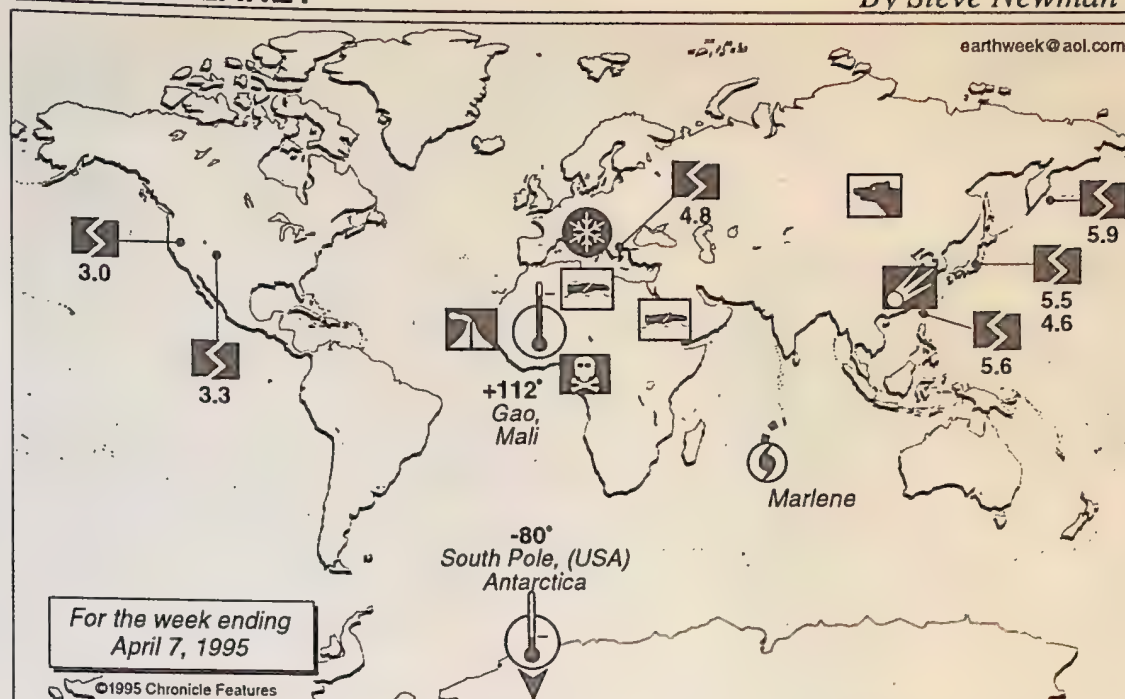 By Steve Newman
earthweek@aol.com
4.8
5.9
3.0
5.5
4.6
5.6
3.3
+112°
Gao,
Mali
Marlene
-80°
South Pole, (USA)
Antarctica
For the week ending
April 7, 1995
©1995 Chronicle Features